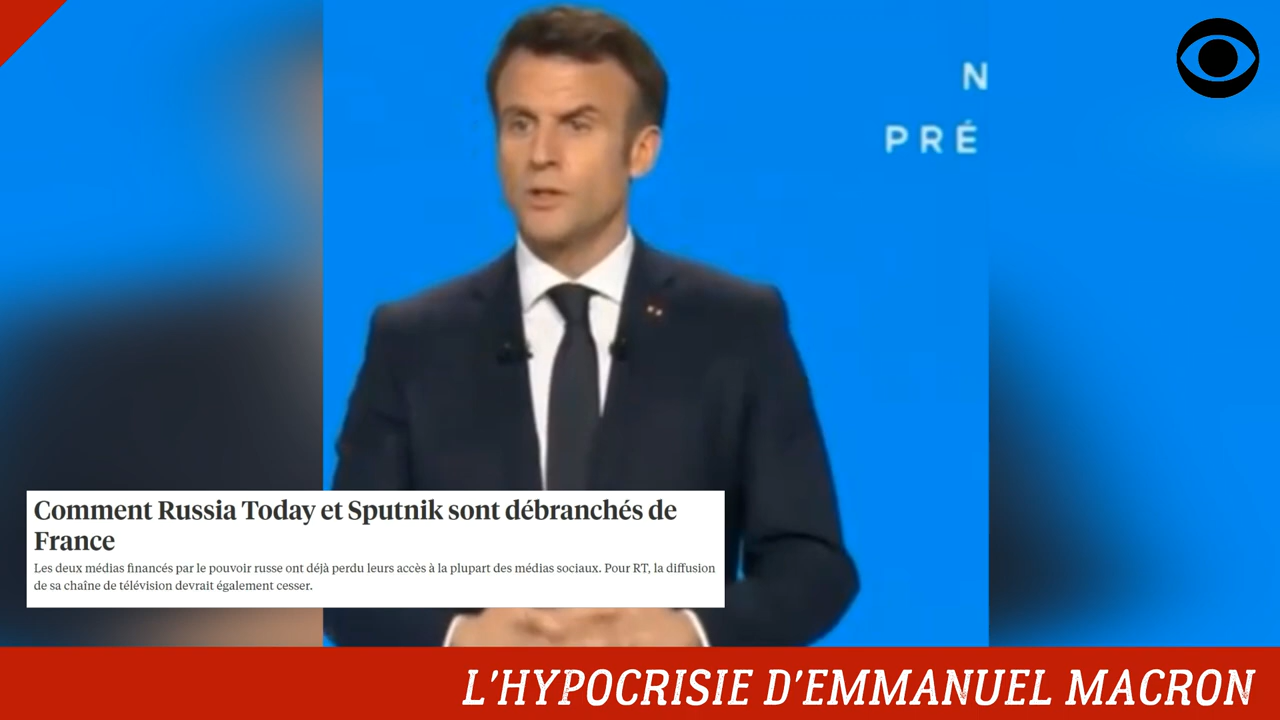 N
PRÉ
Comment Russia Today et Sputnik sont débranchés de
France
Les deux médias financés par le pouvoir russe ont déjà perdu leurs accès à la plupart des médias sociaux. Pour RT, la diffusion
de sa chaîne de télévision devrait également cesser.
L'HYPOCRISIE D'EMMANUEL MACRON